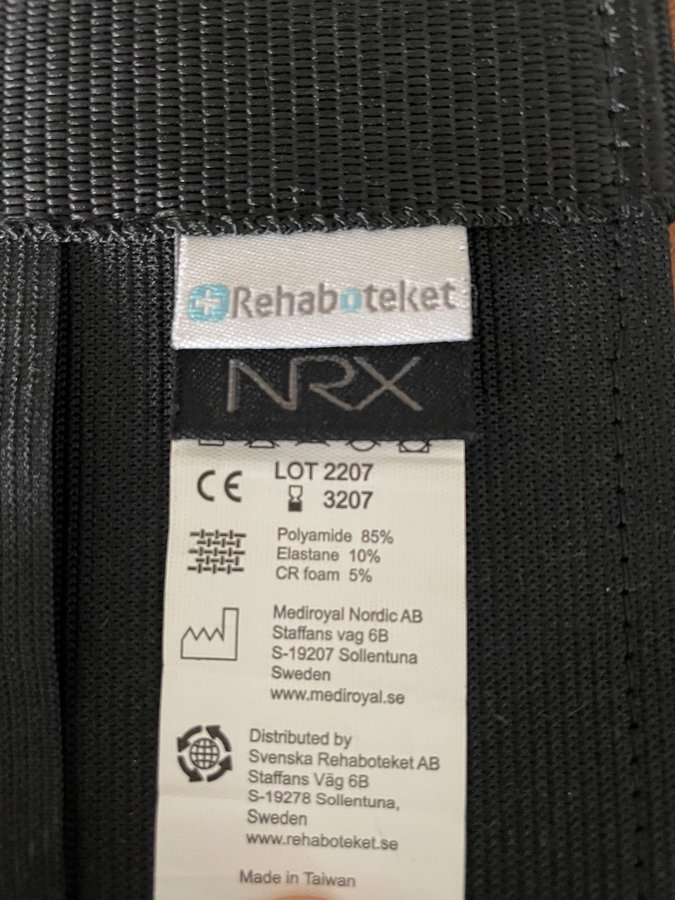 Rehaboteket
NRX
CE
LOT 2207
3207
Polyamide 85%
Elastane 10%
CR foam 5%
Mediroyal Nordic AB
Staffans vag 6B
S-19207 Sollentuna
Sweden
www.mediroyal.se
Distributed by
Svenska Rehaboteket AB
Staffans Väg 6B
S-19278 Sollentuna,
Sweden
www.rehaboteket.se
Made in Taiwan